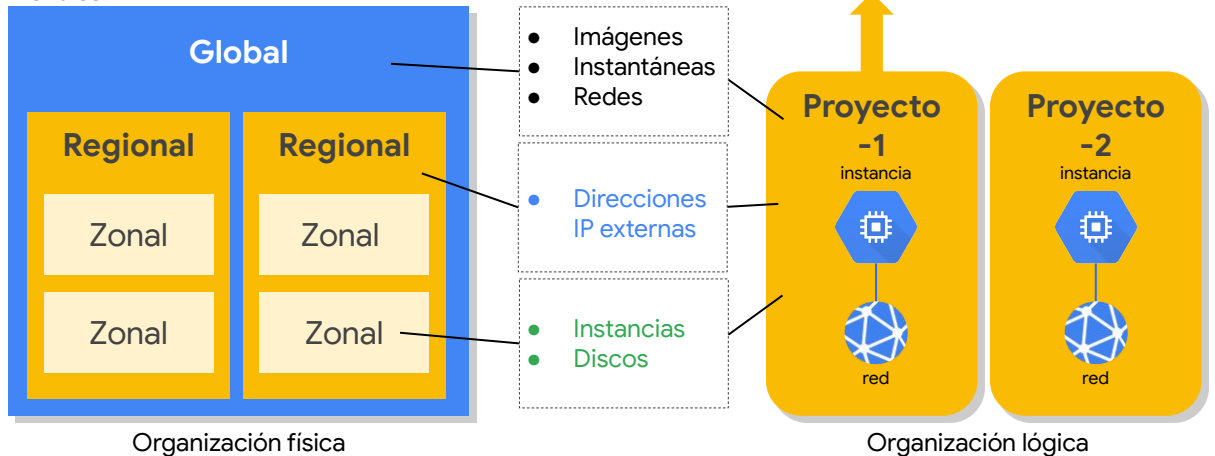 Global
Regional
Zonal
Zonal
Regional
Zonal
Zonal
Organización física
● Imágenes
● Instantáneas
● Redes
● Direcciones
IP externas
● Instancias
● Discos
Proyecto
-1
instancia
red
Proyecto
-2
instancia
red
Organización lógica